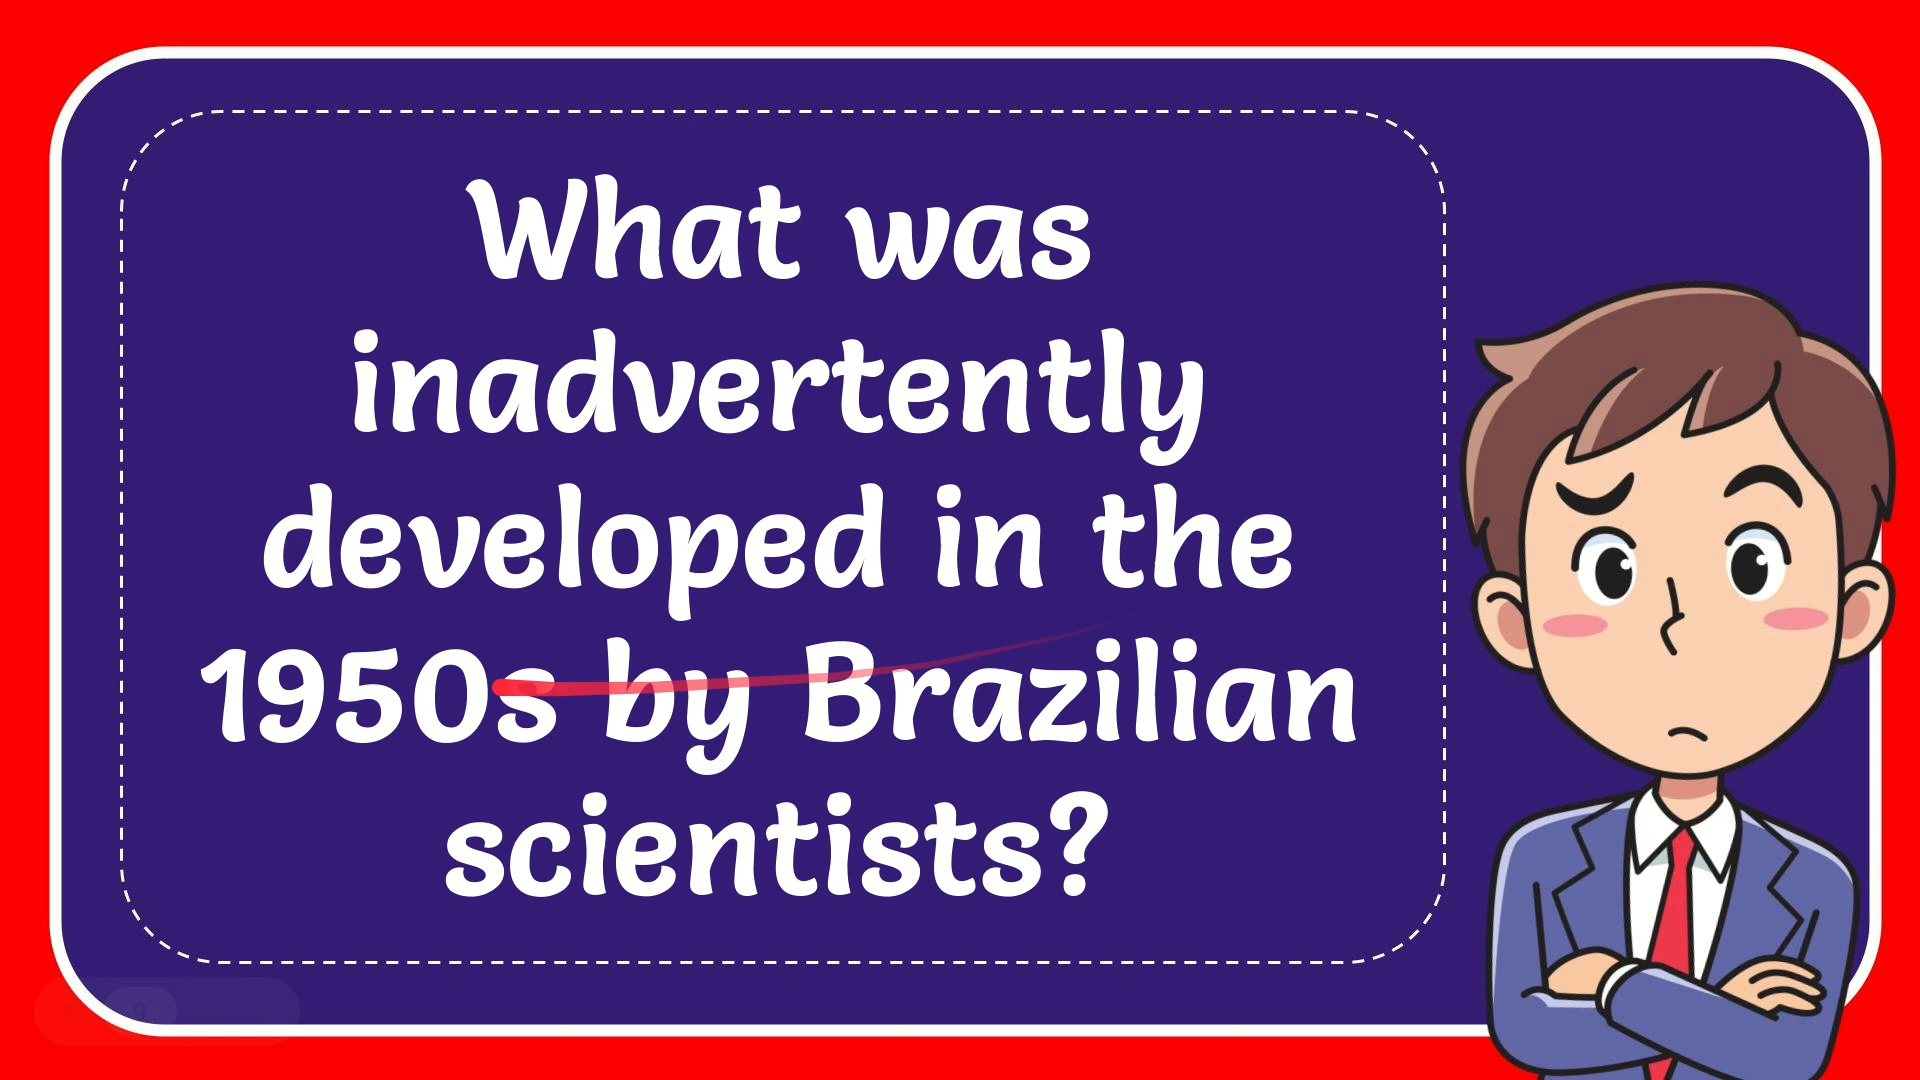 What was
inadvertently
developed in the
1950s by Brazilian
scientists?